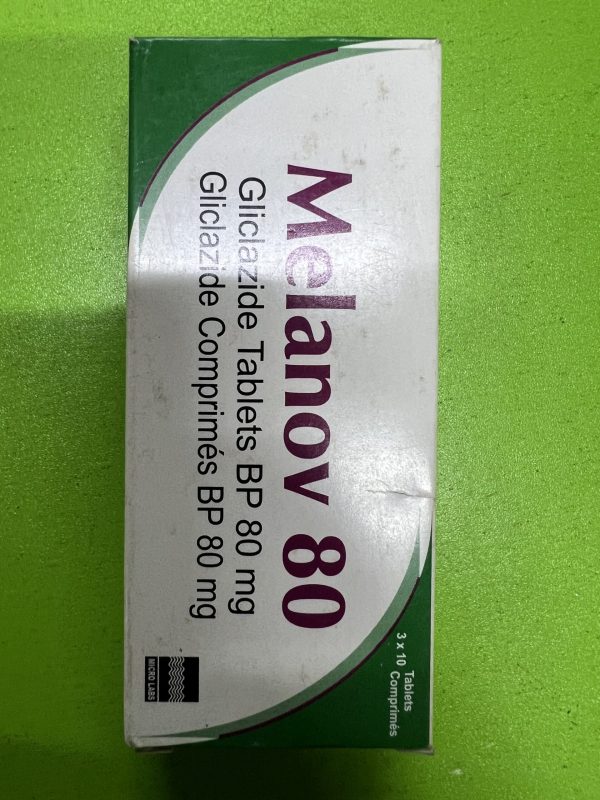 Melanov 80
Gliclazide Tablets BP 80 mg
Gliclazide Comprimés BP 80 mg
3 x 10 Tablets
Comprimés
MICRO LABS